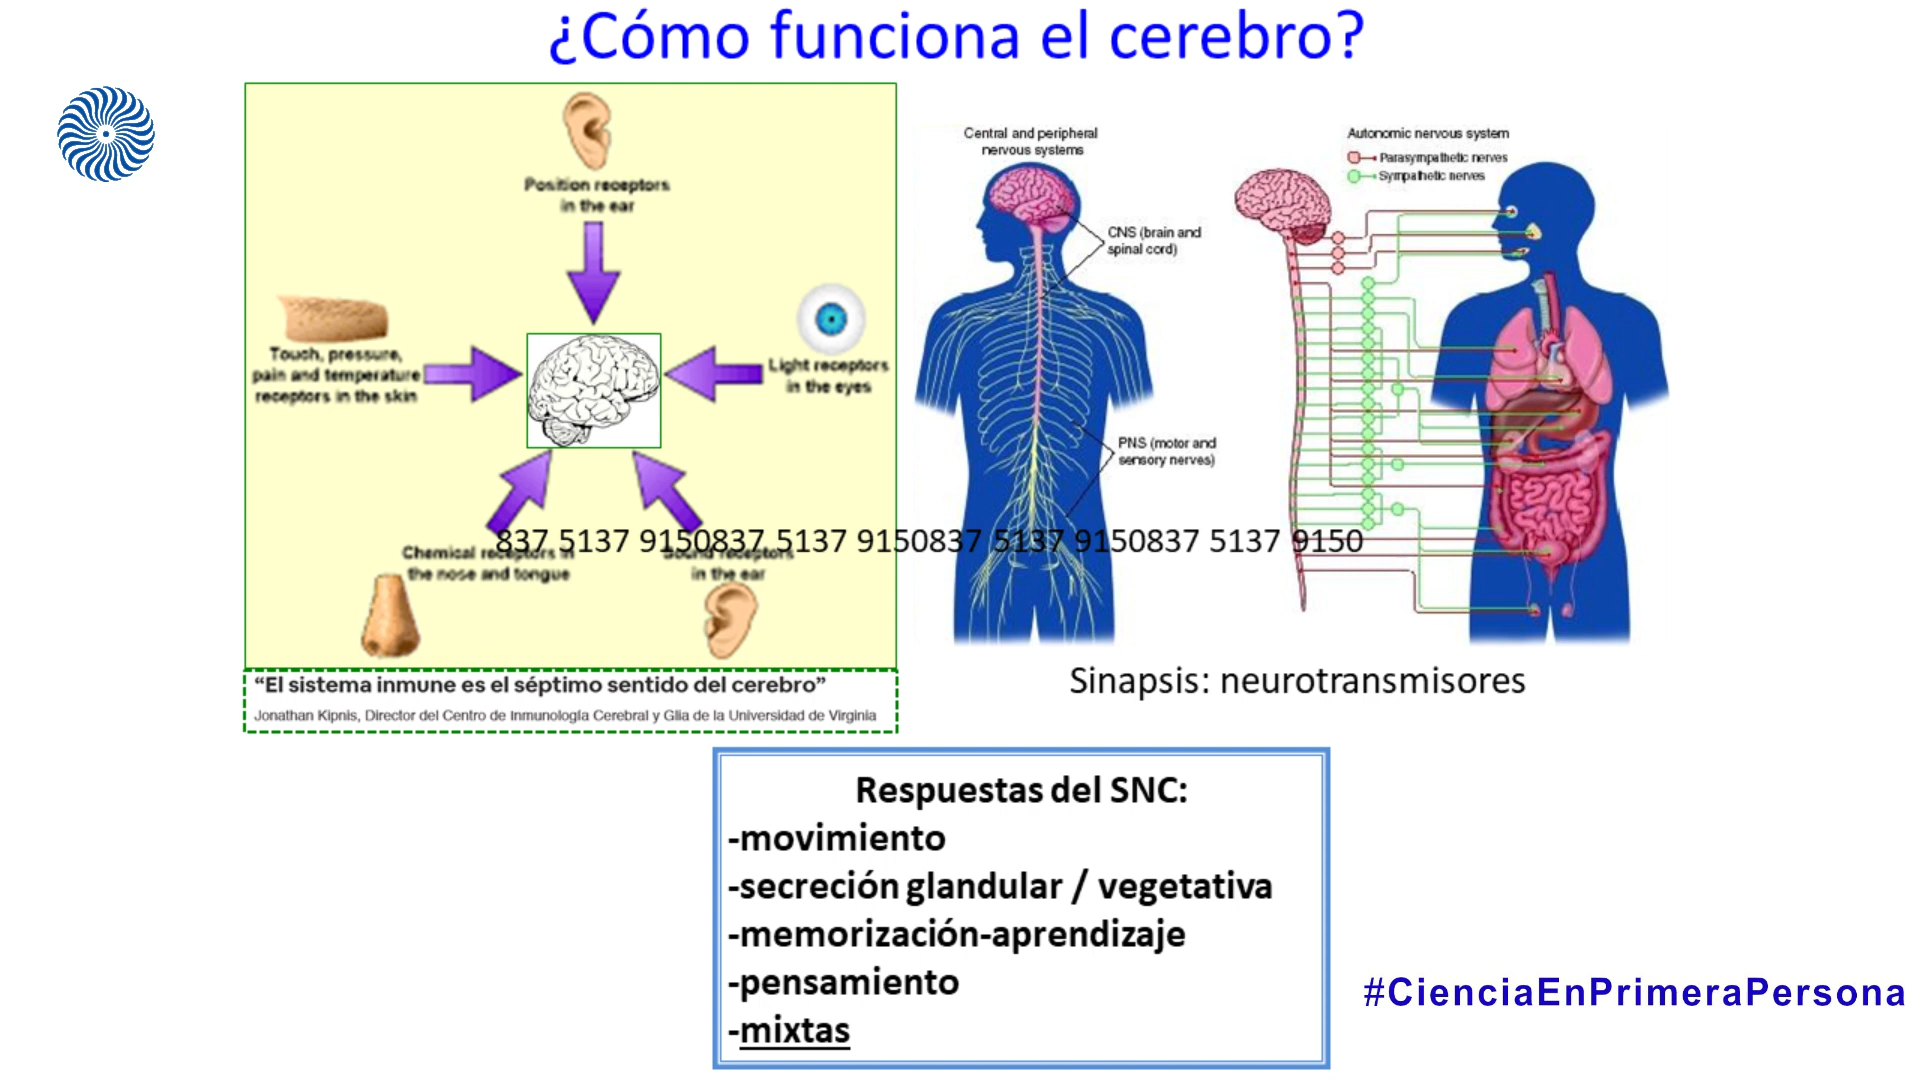 ¿Cómo funciona el cerebro?
Position receptors
in the ear
Touch, pressure,
pain and temperature
receptors in the skin
Light receptors
in the eyes
Chemical receptors in
the nose and tongue
Sound receptors
in the ear
837 5137 9150837 5137 9150837 5137 9150837 5137 9150
"El sistema inmune es el séptimo sentido del cerebro"
Jonathan Kipnis, Director del Centro de Inmunología Cerebral y Glia de la Universidad de Virginia
Central and peripheral
nervous systems
CNS (brain and
spinal cord)
PNS (motor and
sensory nerves)
Autonomic nervous system
Parasympathetic nerves
Sympathetic nerves
Sinapsis: neurotransmisores
Respuestas del SNC:
-movimiento
-secreción glandular / vegetativa
-memorización-aprendizaje
-pensamiento
-mixtas
#CienciaEnPrimeraPersona